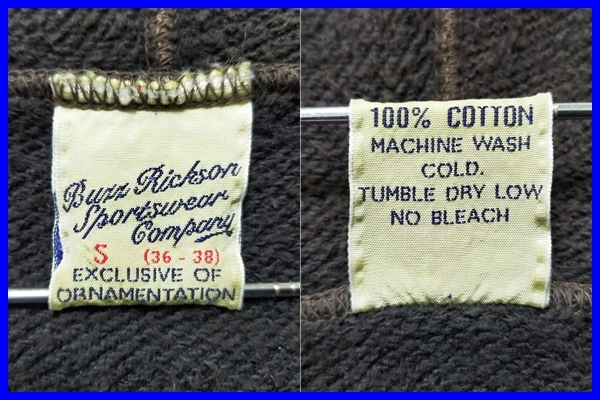 Buzz Rickson
Sportswear
Company
S (36 - 38)
EXCLUSIVE OF
ORNAMENTATION
100% COTTON
MACHINE WASH
COLD.
TUMBLE DRY LOW
NO BLEACH